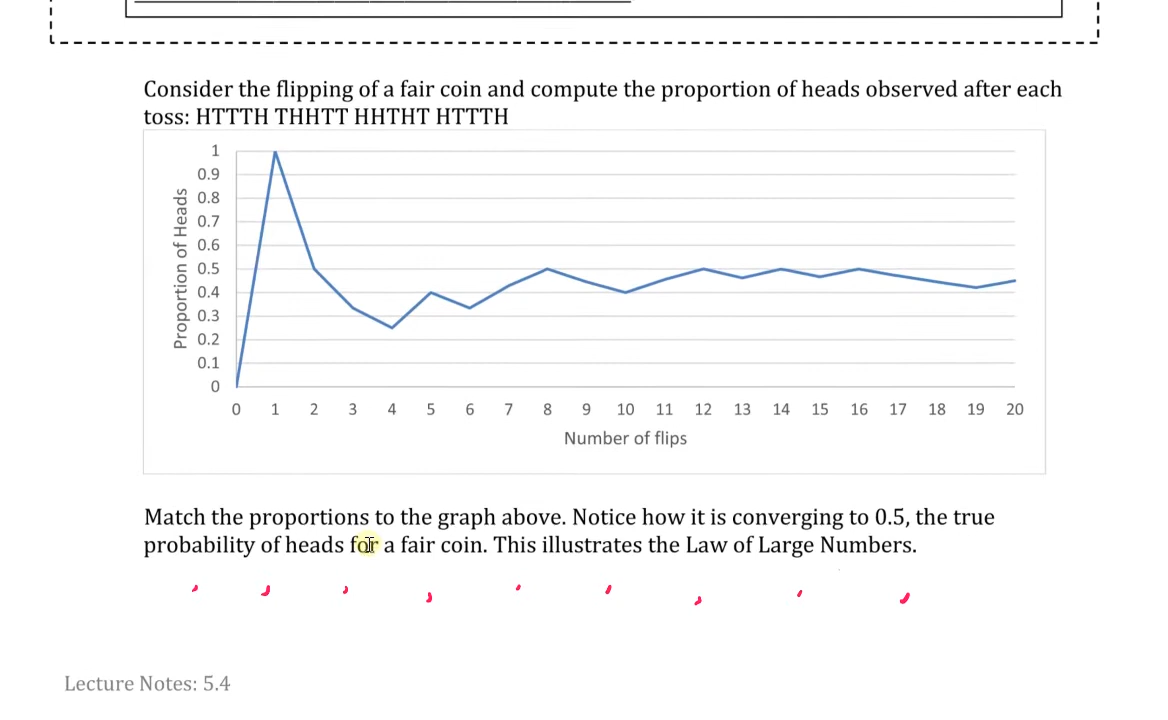 Consider the flipping of a fair coin and compute the proportion of heads observed after each
toss: HTTTH THHTT HHTHT HTTTH
1
0.9
0.8
0.7
0.6
0.5
0.4
0.3
0.2
0.1
0
Proportion of Heads
0 1 2 3 4 5 6 7 8 9 10 11 12 13 14 15 16 17 18 19 20
Number of flips
Match the proportions to the graph above. Notice how it is converging to 0.5, the true
probability of heads for a fair coin. This illustrates the Law of Large Numbers.
Lecture Notes: 5.4